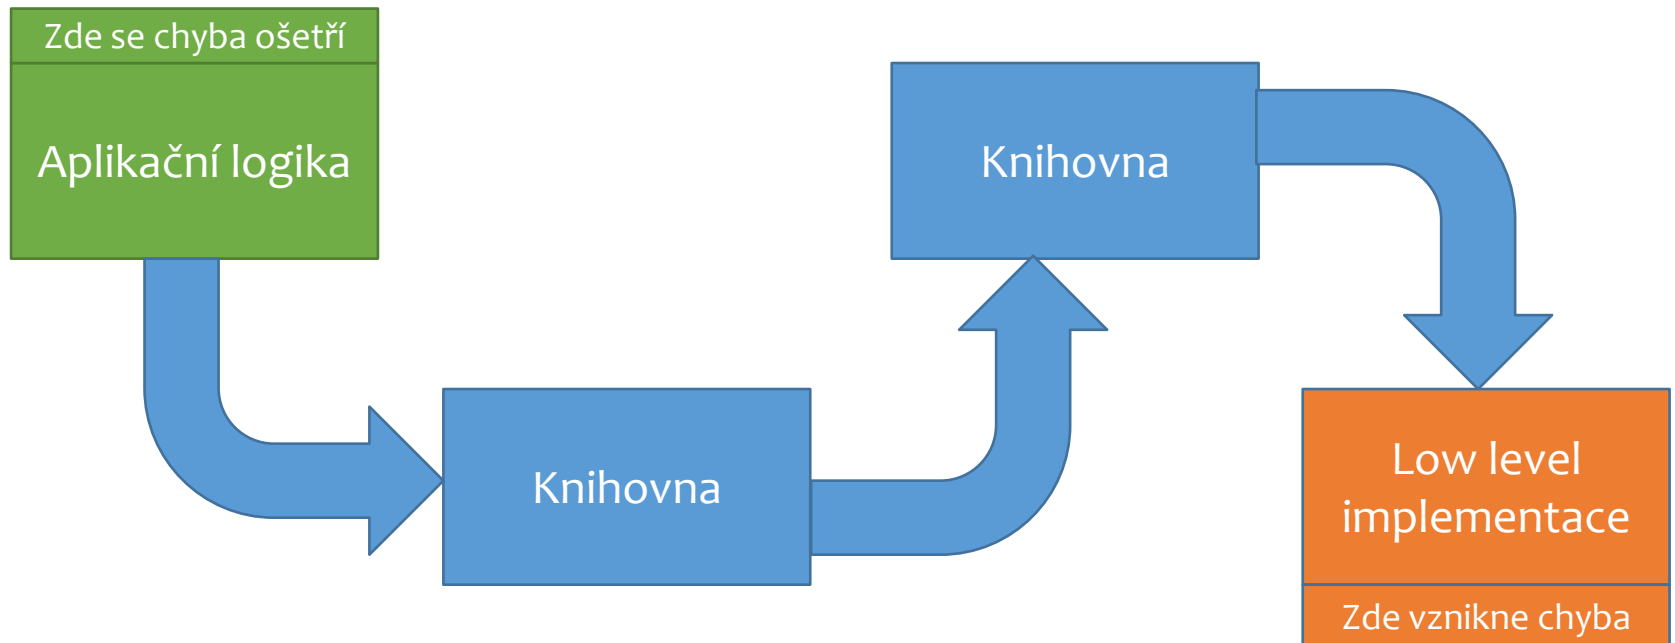 Zde se chyba ošetří
Aplikační logika
Knihovna
Knihovna
Low level
implementace
Zde vznikne chyba